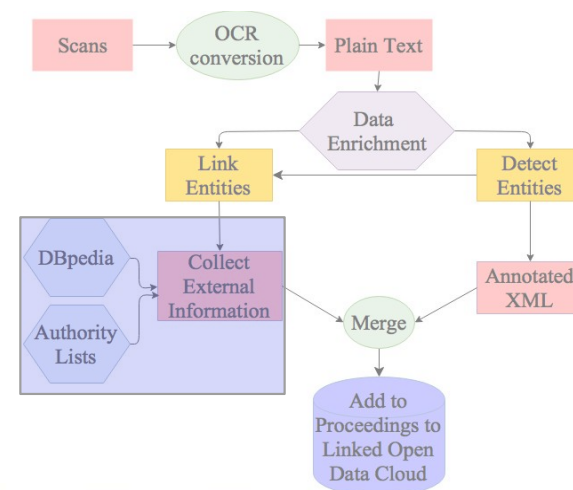 Scans
OCR
conversion
Plain Text
Data
Enrichment
Link
Entities
Detect
Entities
DBpedia
Collect
External
Information
Annotated
XML
Authority
Lists
Merge
Add to
Proceedings to
Linked Open
Data Cloud